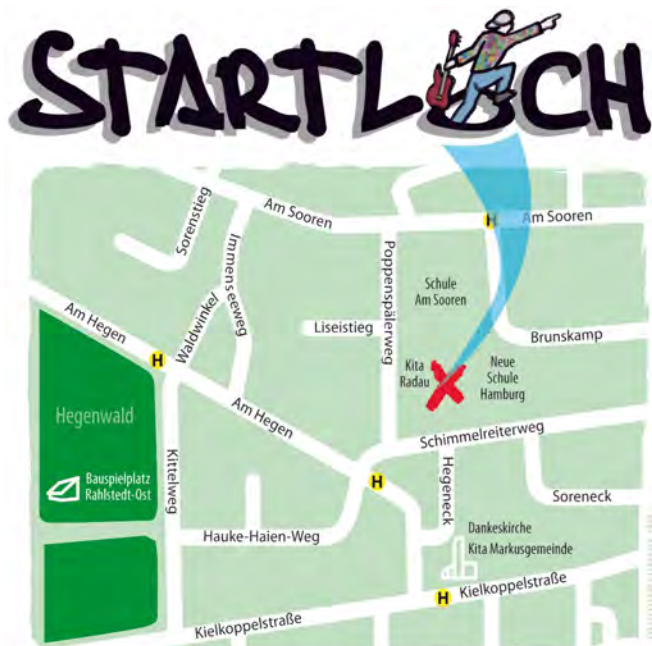 STARTLOCH
Am Sooren
H
Am Sooren
Sorenstieg
Immenseeweg
Poppenspälerweg
Schule
Am Sooren
Am Hegen
Waldwinkel
Liseistieg
Brunskamp
H
Kita
Radau
Neue
Schule
Hamburg
Hegenwald
Am Hegen
Schimmelreiterweg
Kittelweg
Bauspielplatz
Rahlstedt-Ost
H
Hegeneck
Soreneck
Hauke-Haien-Weg
Dankeskirche
Kita Markusgemeinde
H
Kielkoppelstraße
Kielkoppelstraße